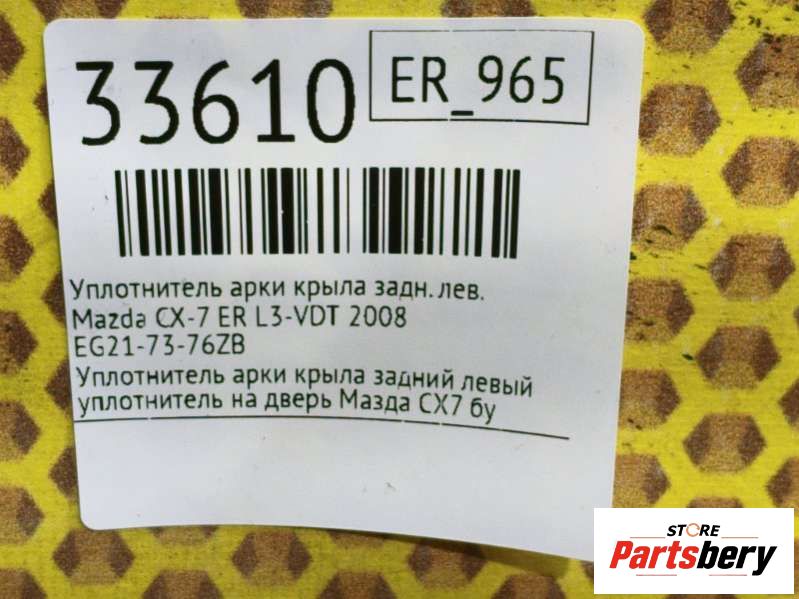 33610
ER_965
Уплотнитель арки крыла задн. лев.
Mazda CX-7 ER L3-VDT 2008
EG21-73-76ZB
Уплотнитель арки крыла задний левый
уплотнитель на дверь Мазда СХ7 бу
STORE
Partsbery